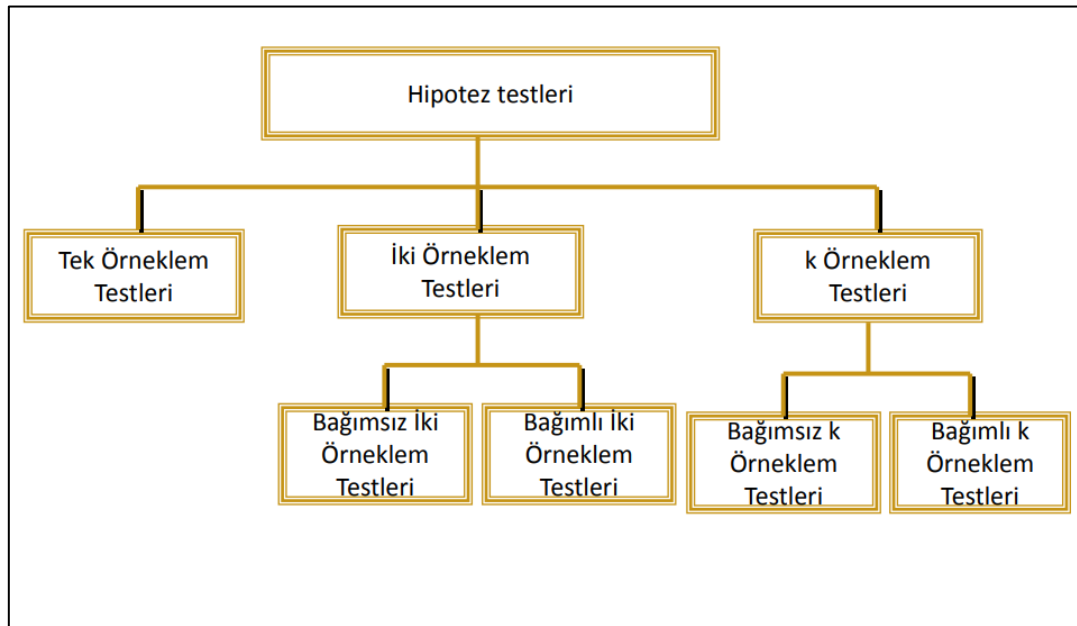 Hipotez testleri
Tek Örneklem
Testleri
İki Örneklem
Testleri
k Örneklem
Testleri
Bağımsız İki
Örneklem
Testleri
Bağımlı İki
Örneklem
Testleri
Bağımsız k
Örneklem
Testleri
Bağımlı k
Örneklem
Testleri